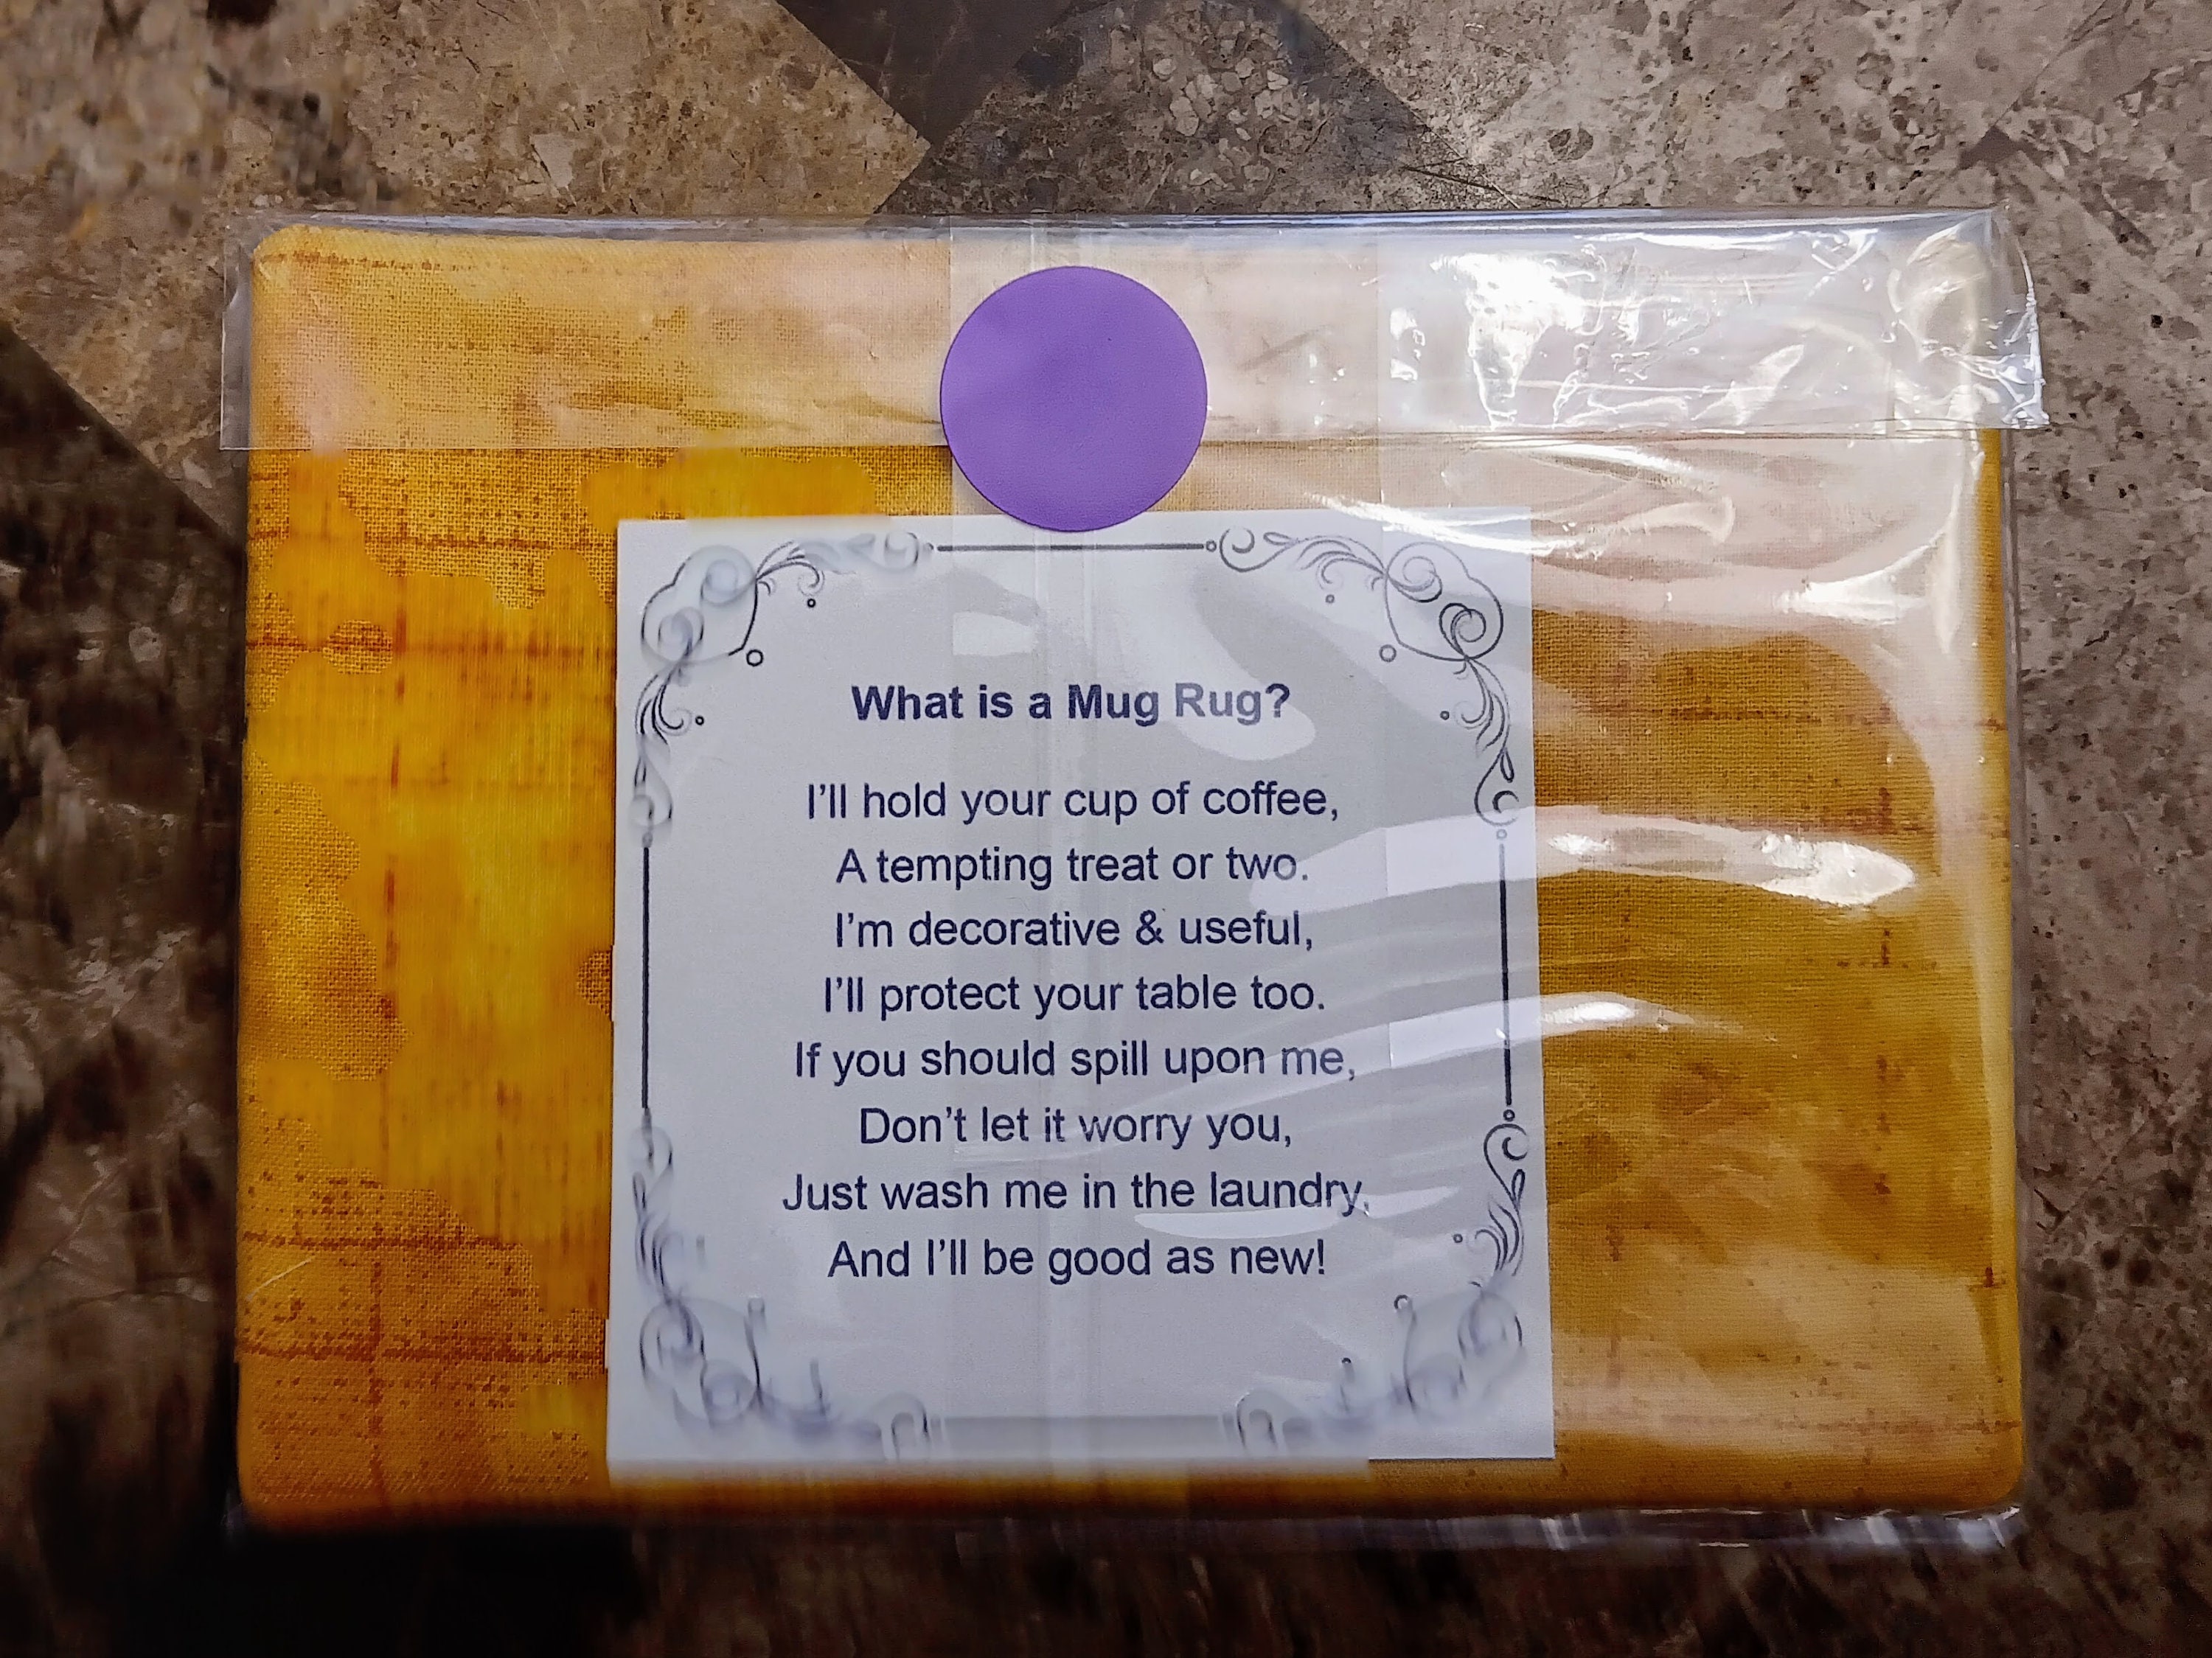 What is a Mug Rug?
I’ll hold your cup of coffee,
A tempting treat or two.
I’m decorative & useful,
I’ll protect your table too.
If you should spill upon me,
Don’t let it worry you,
Just wash me in the laundry,
And I’ll be good as new!